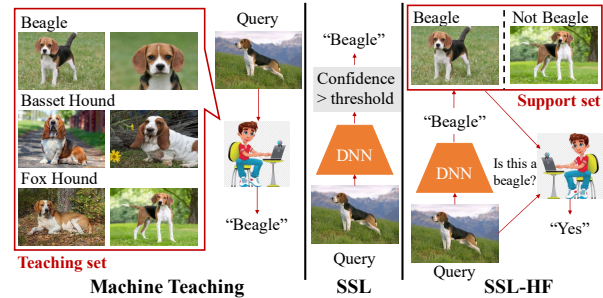 Beagle
Basset Hound
Fox Hound
Teaching set
Query
“Beagle”
Machine Teaching
“Beagle”
Confidence
> threshold
DNN
Query
SSL
Beagle
Not Beagle
Support set
“Beagle”
DNN
Is this a
beagle?
“Yes”
Query
SSL-HF